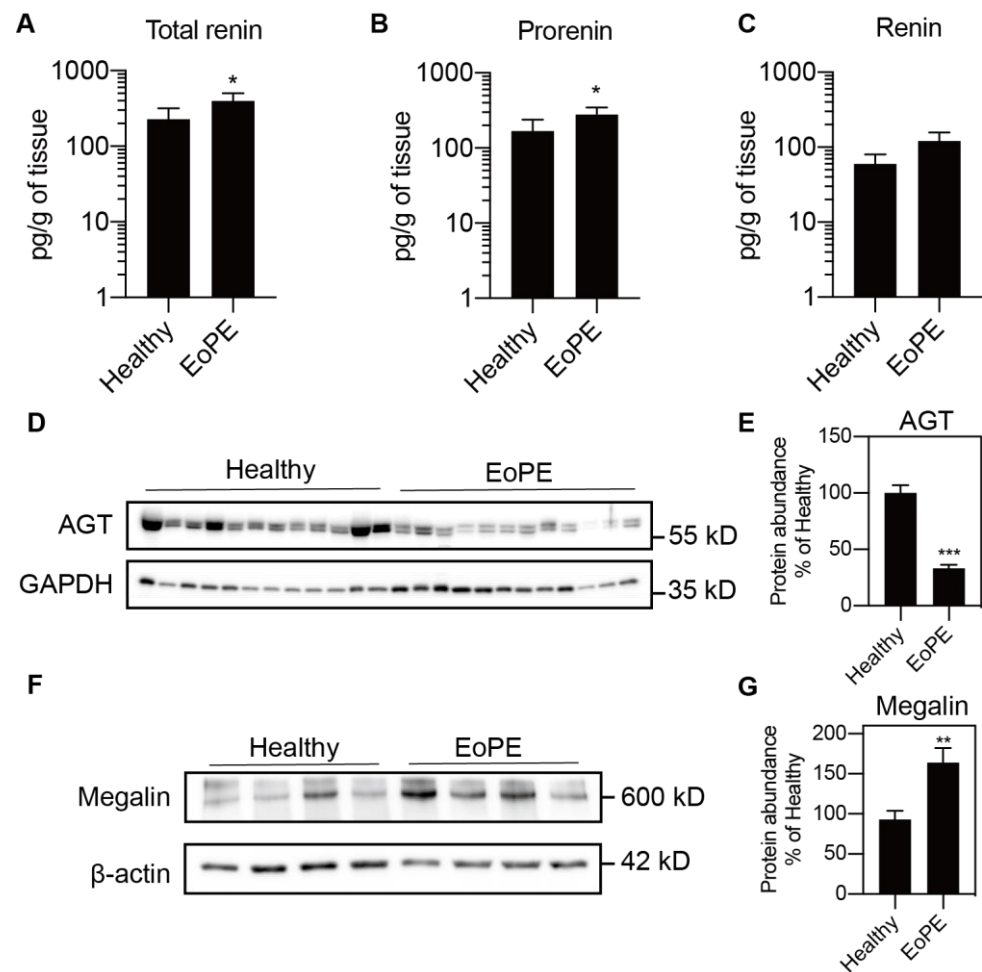 A
Total renin
1000
100
10
1
pg/g of tissue
*
Healthy
EoPE
B
Prorenin
1000
100
10
1
pg/g of tissue
*
Healthy
EoPE
C
Renin
1000
100
10
1
pg/g of tissue
Healthy
EoPE
D
Healthy
EoPE
AGT
55 kD
GAPDH
35 kD
E
AGT
150
100
50
0
Protein abundance
% of Healthy
***
Healthy
EoPE
F
Healthy
EoPE
Megalin
600 kD
β-actin
42 kD
G
Megalin
200
150
100
50
0
Protein abundance
% of Healthy
**
Healthy
EoPE